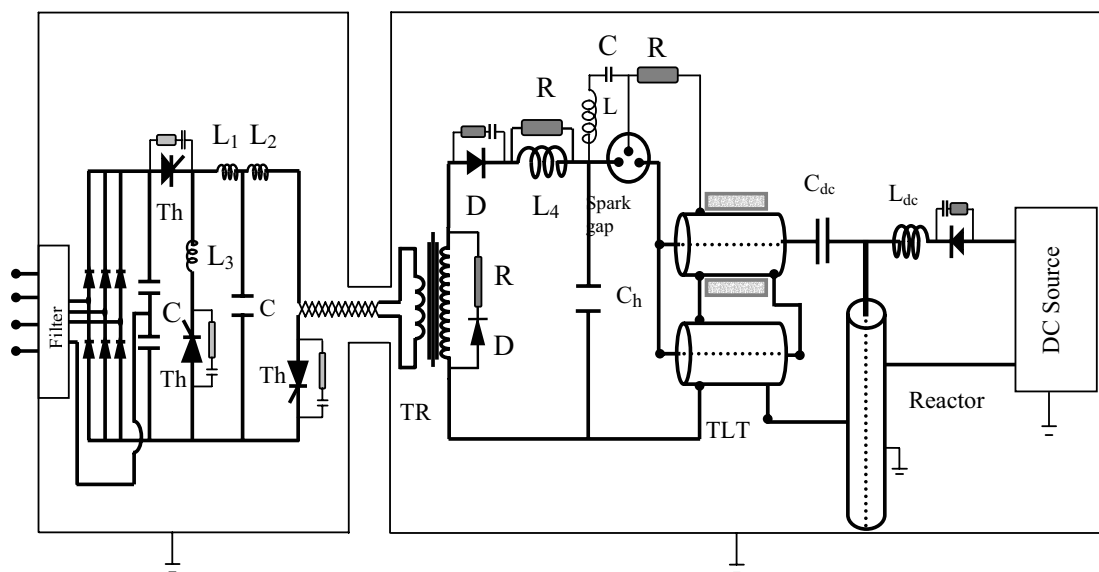 Filter
Th
L1 L2
L3
C
Th
C
Th
TR
D
R
L4
R
D
C
R
L
Spark
gap
Ch
TLT
Cdc
Ldc
Reactor
DC Source